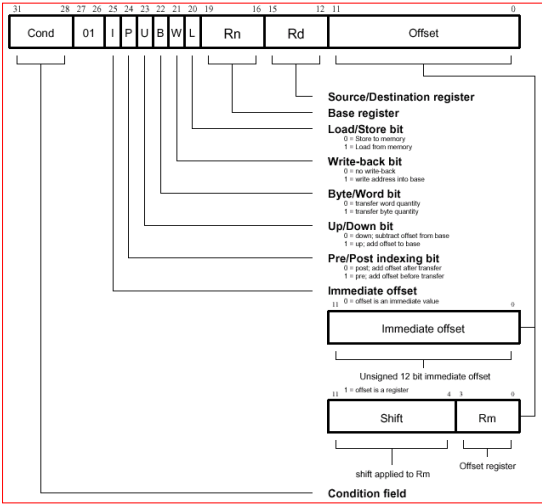 31 28 27 26 25 24 23 22 21 20 19 16 15 12 11 0
Cond 01 I P U B W L Rn Rd Offset
Source/Destination register
Base register
Load/Store bit
0 = Store to memory
1 = Load from memory
Write-back bit
0 = no write-back
1 = write address into base
Byte/Word bit
0 = transfer word quantity
1 = transfer byte quantity
Up/Down bit
0 = down; subtract offset from base
1 = up; add offset to base
Pre/Post indexing bit
0 = post; add offset after transfer
1 = pre; add offset before transfer
Immediate offset
0 = offset is an immediate value
11 0
Immediate offset
Unsigned 12 bit immediate offset
1 = offset is a register
11 4 3 0
Shift Rm
shift applied to Rm Offset register
Condition field